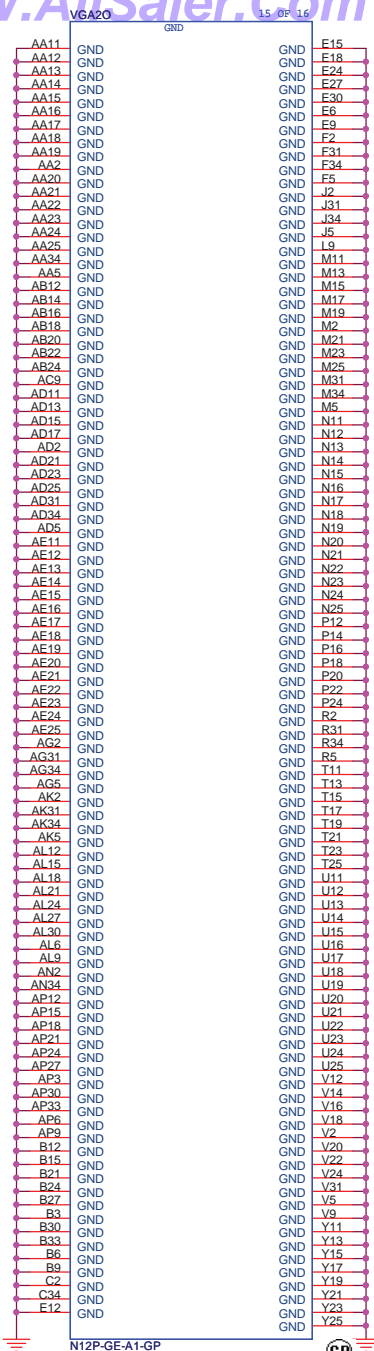 W.AliSaler.Com
VGA2O 15 OF 16
GND
AA11 GND GND E15
AA12 GND GND E18
AA13 GND GND E24
AA14 GND GND E27
AA15 GND GND E30
AA16 GND GND E6
AA17 GND GND E9
AA18 GND GND F2
AA19 GND GND F31
AA2 GND GND F34
AA20 GND GND F5
AA21 GND GND J2
AA22 GND GND J31
AA23 GND GND J34
AA24 GND GND J5
AA25 GND GND L9
AA34 GND GND M11
AA5 GND GND M13
AB12 GND GND M15
AB14 GND GND M17
AB16 GND GND M19
AB18 GND GND M2
AB20 GND GND M21
AB22 GND GND M23
AB24 GND GND M25
AC9 GND GND M31
AD11 GND GND M34
AD13 GND GND M5
AD15 GND GND N11
AD17 GND GND N12
AD2 GND GND N13
AD21 GND GND N14
AD23 GND GND N15
AD25 GND GND N16
AD31 GND GND N17
AD34 GND GND N18
AD5 GND GND N19
AE11 GND GND N20
AE12 GND GND N21
AE13 GND GND N22
AE14 GND GND N23
AE15 GND GND N24
AE16 GND GND N25
AE17 GND GND P12
AE18 GND GND P14
AE19 GND GND P16
AE20 GND GND P18
AE21 GND GND P20
AE22 GND GND P22
AE23 GND GND P24
AE24 GND GND R2
AE25 GND GND R31
AG2 GND GND R34
AG31 GND GND R5
AG34 GND GND T11
AG5 GND GND T13
AK2 GND GND T15
AK31 GND GND T17
AK34 GND GND T19
AK5 GND GND T21
AL12 GND GND T23
AL15 GND GND T25
AL18 GND GND U11
AL21 GND GND U12
AL24 GND GND U13
AL27 GND GND U14
AL30 GND GND U15
AL6 GND GND U16
AL9 GND GND U17
AN2 GND GND U18
AN34 GND GND U19
AP12 GND GND U20
AP15 GND GND U21
AP18 GND GND U22
AP21 GND GND U23
AP24 GND GND U24
AP27 GND GND U25
AP3 GND GND V12
AP30 GND GND V14
AP33 GND GND V16
AP6 GND GND V18
AP9 GND GND V2
B12 GND GND V20
B15 GND GND V22
B21 GND GND V24
B24 GND GND V31
B27 GND GND V5
B3 GND GND V9
B30 GND GND Y11
B33 GND GND Y13
B6 GND GND Y15
B9 GND GND Y17
C2 GND GND Y19
C34 GND GND Y21
E12 GND GND Y23
GND Y25
N12P-GE-A1-GP